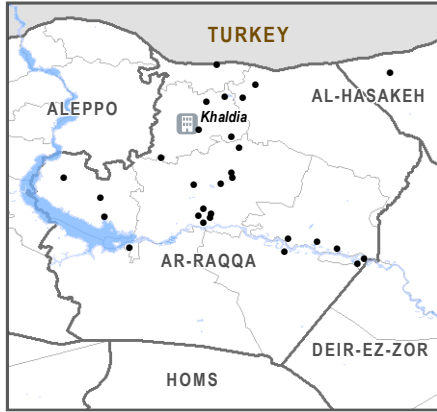 TURKEY
ALEPPO
AL-HASAKEH
Khaldia
AR-RAQQA
DEIR-EZ-ZOR
HOMS